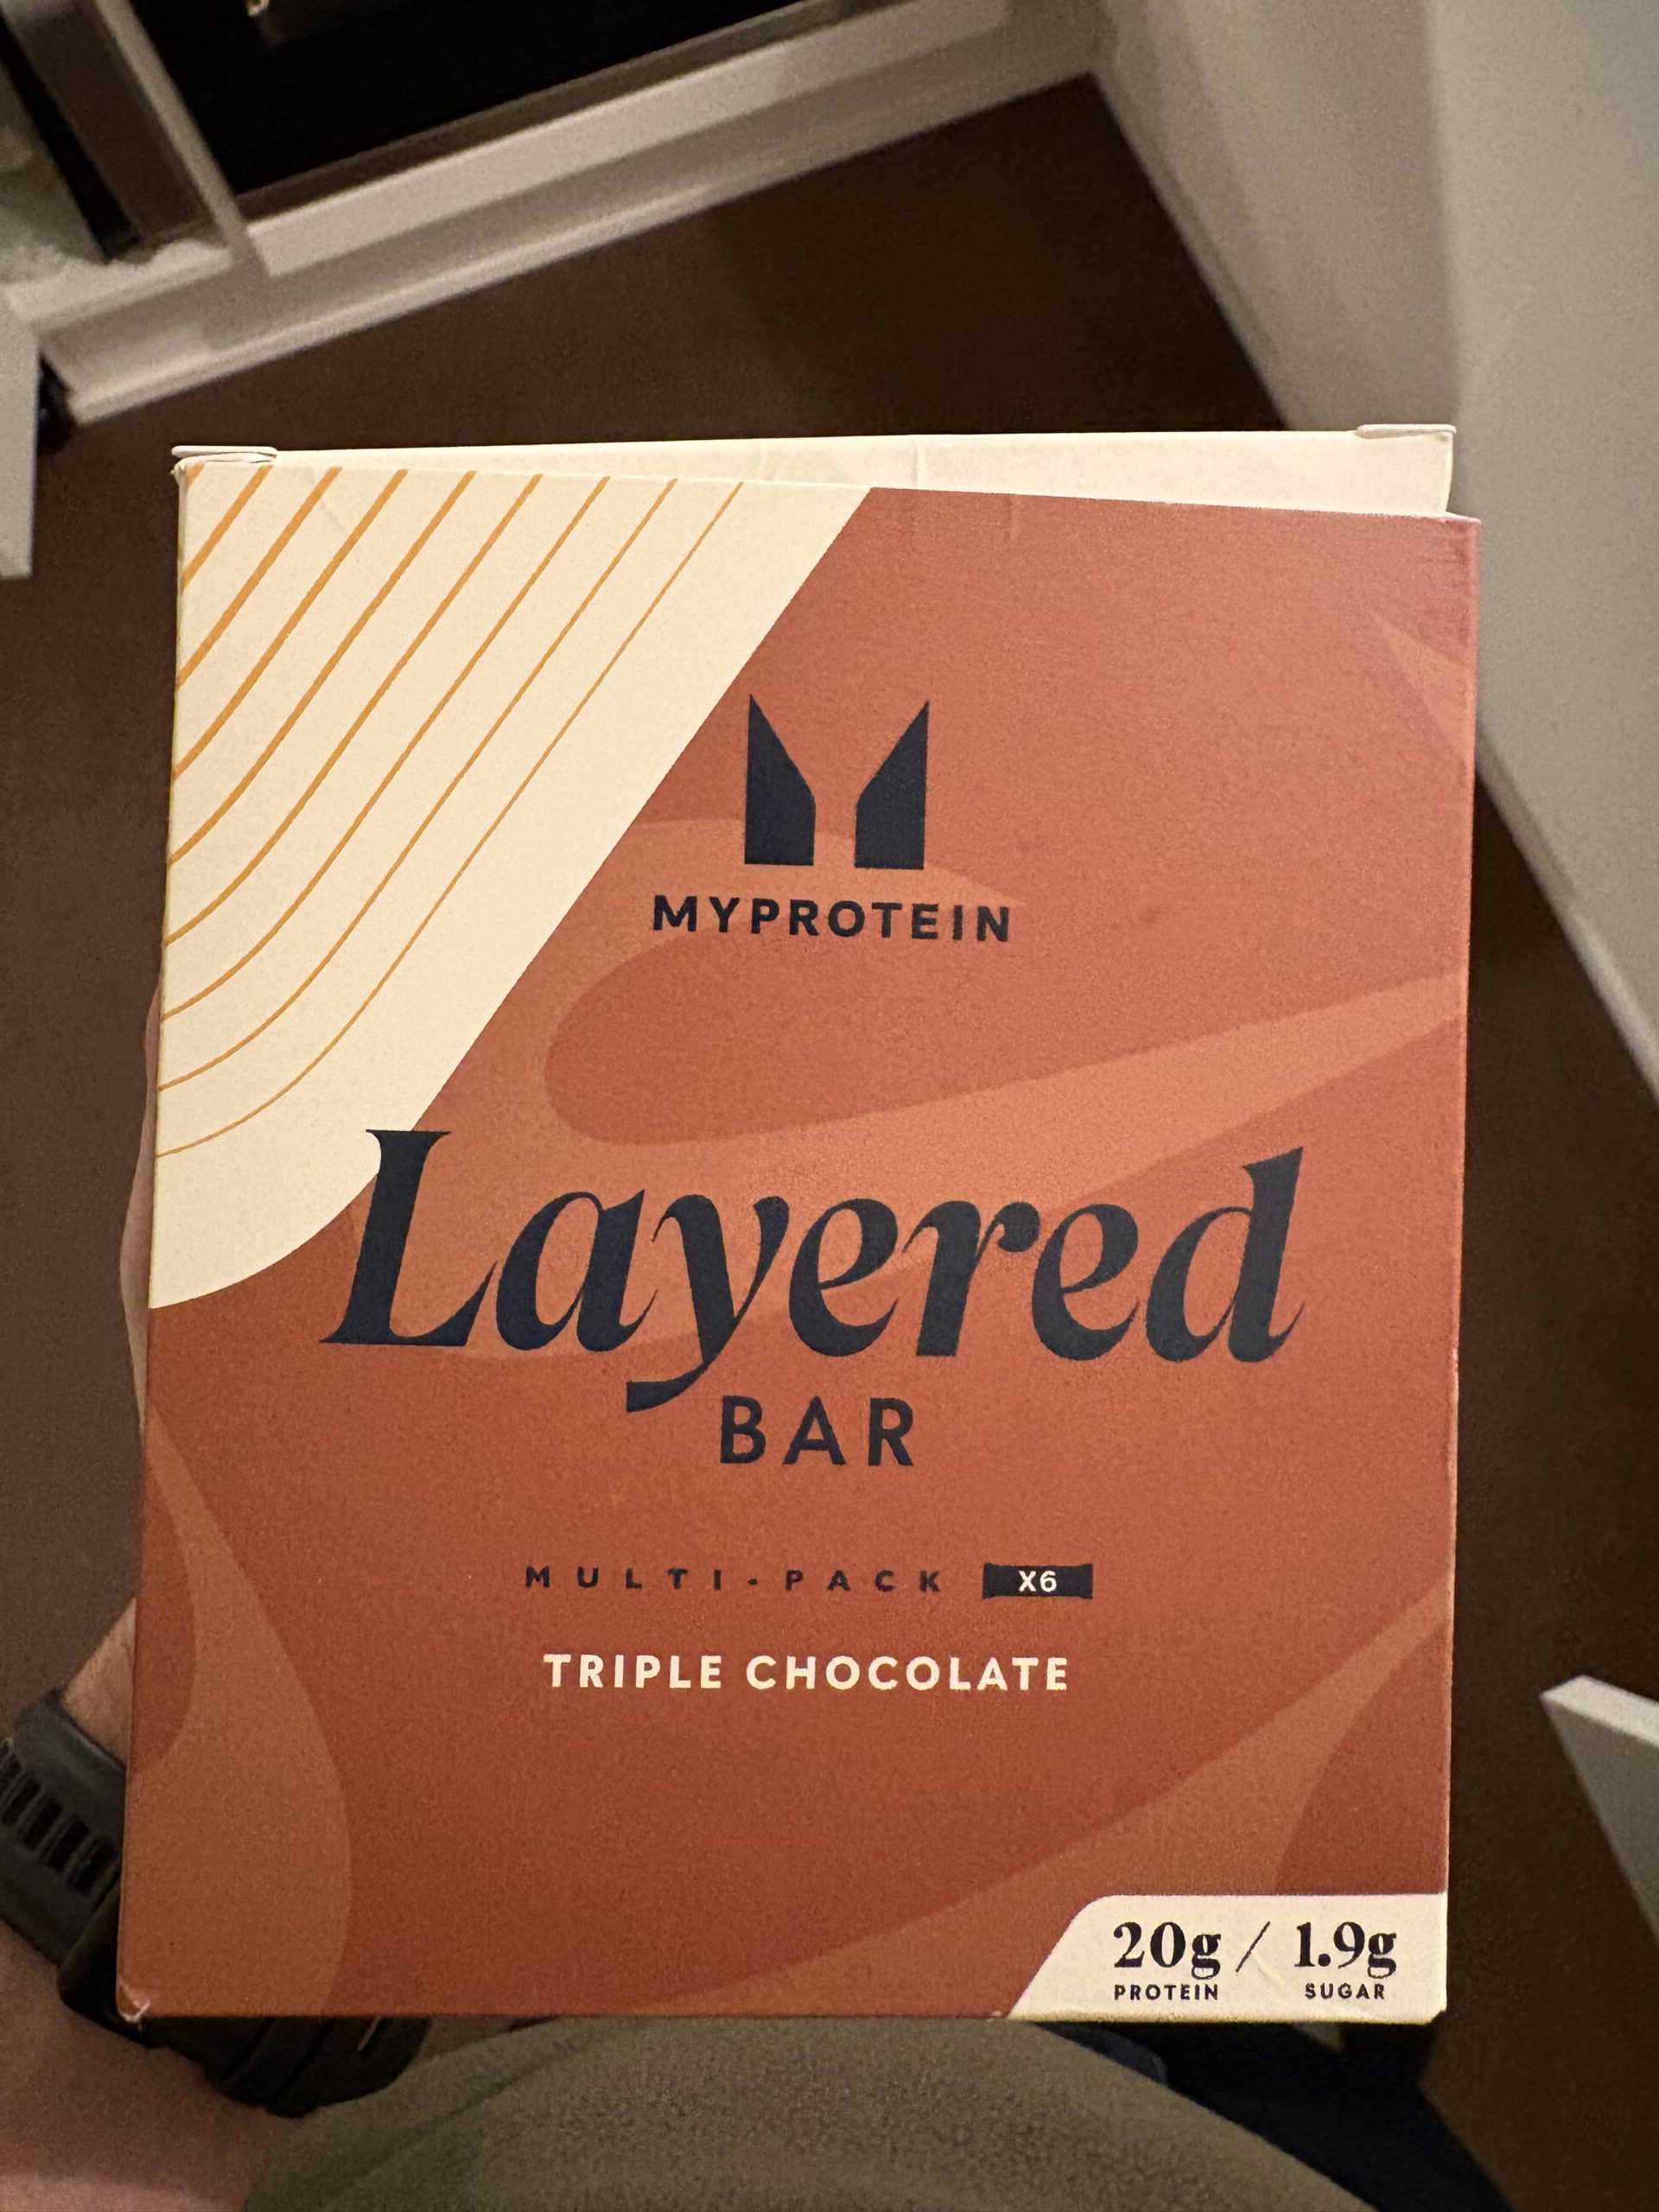 MYPROTEIN
Layered
BAR
MULTI-PACK X6
TRIPLE CHOCOLATE
20g / 1.9g
PROTEIN SUGAR